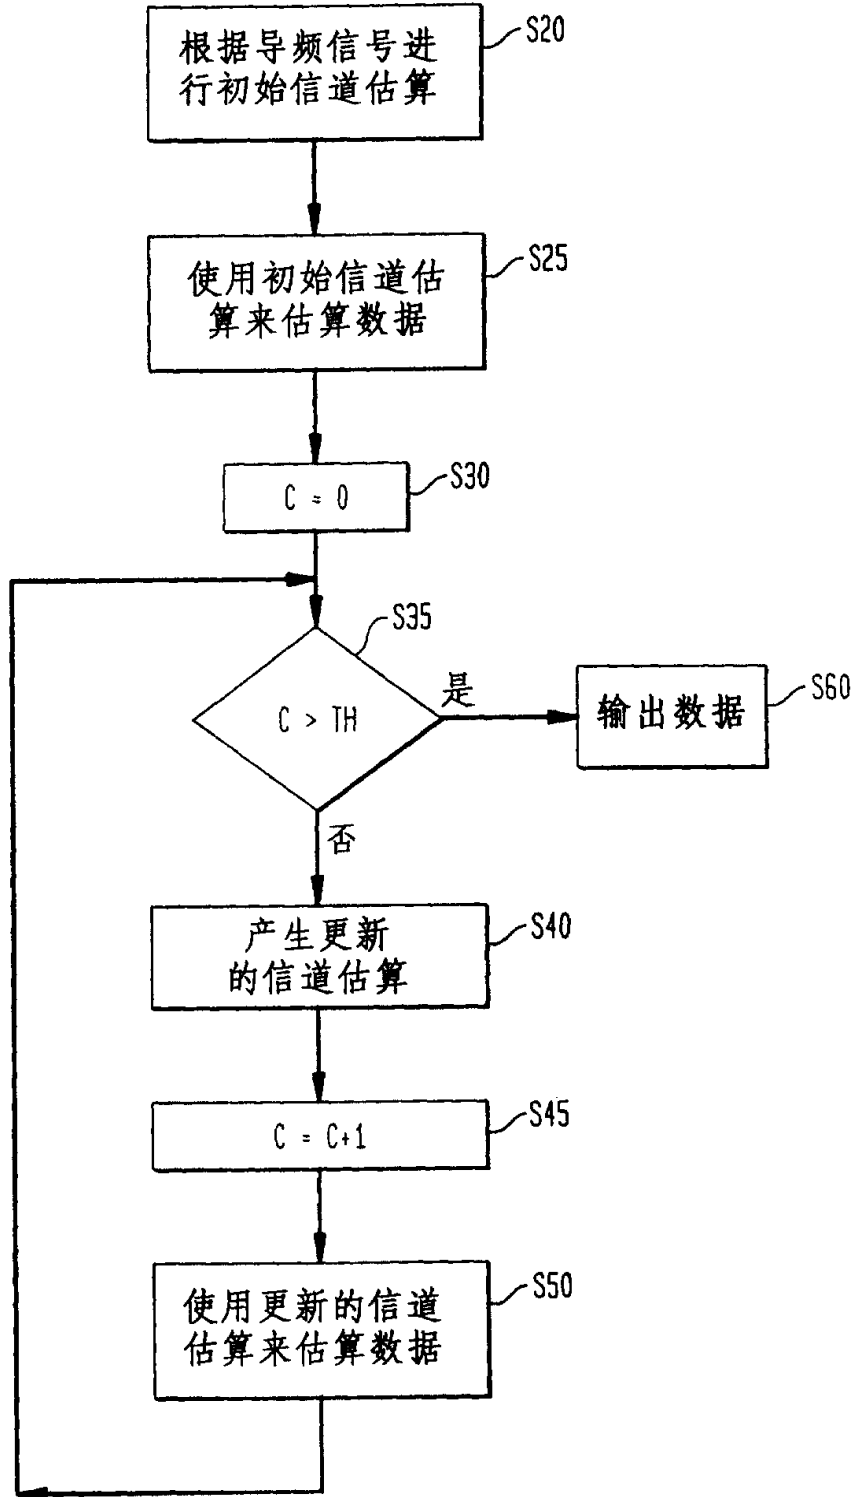 根据导频信号进
行初始信道估算
S20
使用初始信道估
算来估算数据
S25
C = 0
S30
C > TH
S35
是
输出数据
S60
否
产生更新
的信道估算
S40
C = C+1
S45
使用更新的信道
估算来估算数据
S50